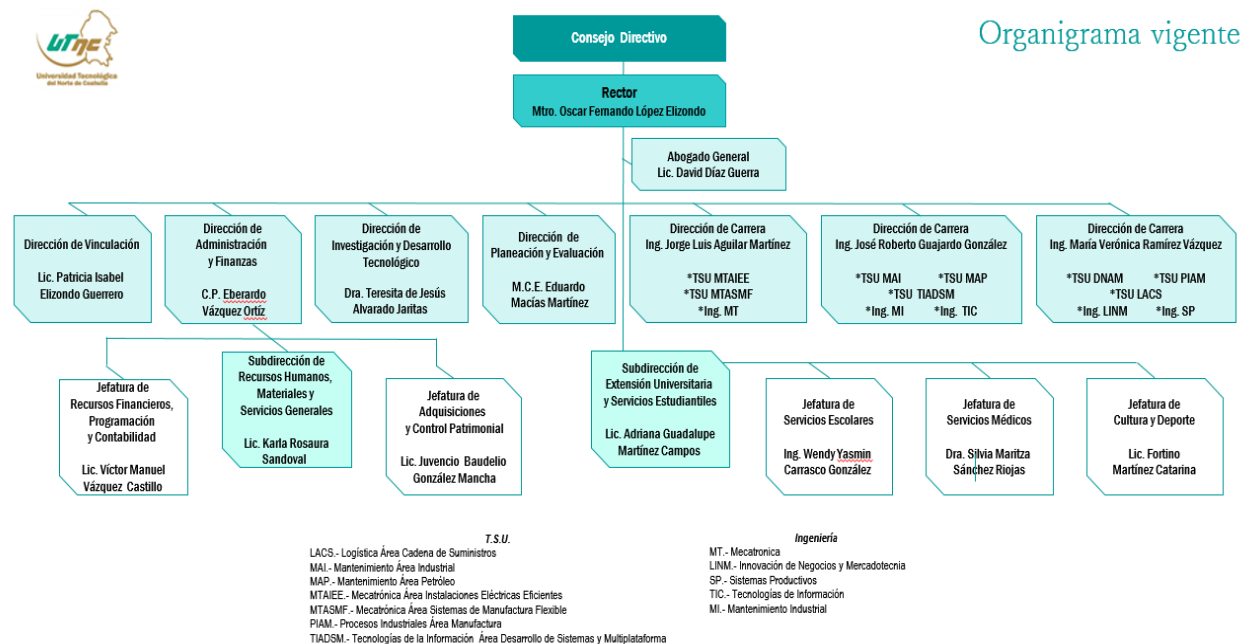 UTnC
Universidad Tecnológica
del Norte de Coahuila
Organigrama vigente
Consejo Directivo
Rector
Mtro. Oscar Fernando López Elizondo
Abogado General
Lic. David Díaz Guerra
Dirección de Vinculación
Lic. Patricia Isabel
Elizondo Guerrero
Dirección de
Administración
y Finanzas
C.P. Eberardo
Vázquez Ortíz
Dirección de
Investigación y Desarrollo
Tecnológico
Dra. Teresita de Jesús
Alvarado Jaritas
Dirección de
Planeación y Evaluación
M.C.E. Eduardo
Macías Martínez
Dirección de Carrera
Ing. Jorge Luis Aguilar Martínez
*TSU MTAIEE
*TSU MTASMF
*Ing. MT
Dirección de Carrera
Ing. José Roberto Guajardo González
*TSU MAI *TSU MAP
*TSU TIADSM
*Ing. MI *Ing. TIC
Dirección de Carrera
Ing. María Verónica Ramírez Vázquez
*TSU DNAM *TSU PIAM
*TSU LACS
*Ing. LINM *Ing. SP
Jefatura de
Recursos Financieros,
Programación
y Contabilidad
Lic. Víctor Manuel
Vázquez Castillo
Subdirección de
Recursos Humanos,
Materiales y
Servicios Generales
Lic. Karla Rosaura
Sandoval
Jefatura de
Adquisiciones
y Control Patrimonial
Lic. Juvencio Baudelio
González Mancha
Subdirección de
Extensión Universitaria
y Servicios Estudiantiles
Lic. Adriana Guadalupe
Martínez Campos
Jefatura de
Servicios Escolares
Ing. Wendy Yasmin
Carrasco González
Jefatura de
Servicios Médicos
Dra. Silvia Maritza
Sánchez Riojas
Jefatura de
Cultura y Deporte
Lic. Fortino
Martínez Catarina
T.S.U.
LACS.- Logística Área Cadena de Suministros
MAI.- Mantenimiento Área Industrial
MAP.- Mantenimiento Área Petróleo
MTAIEE.- Mecatrónica Área Instalaciones Eléctricas Eficientes
MTASMF.- Mecatrónica Área Sistemas de Manufactura Flexible
PIAM.- Procesos Industriales Área Manufactura
TIADSM.- Tecnologías de la Información Área Desarrollo de Sistemas y Multiplataforma
Ingeniería
MT.- Mecatronica
LINM.- Innovación de Negocios y Mercadotecnia
SP.- Sistemas Productivos
TIC.- Tecnologías de Información
MI.- Mantenimiento Industrial